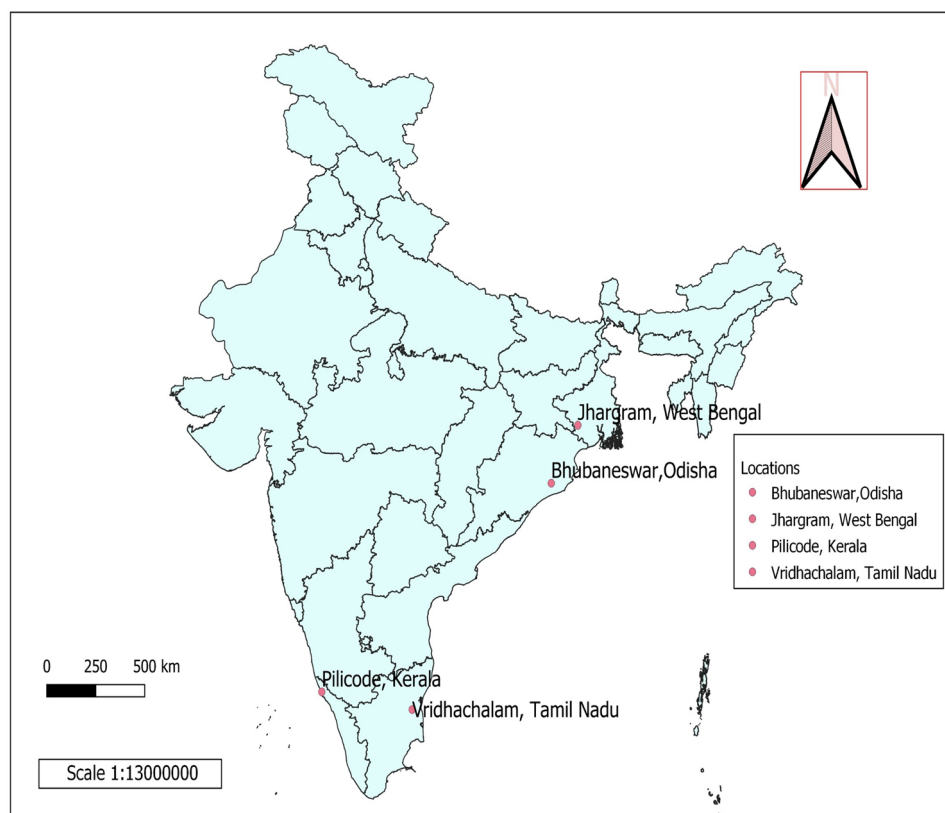 N
Jhargram, West Bengal
Bhubaneswar,Odisha
Locations
Bhubaneswar,Odisha
Jhargram, West Bengal
Pilicode, Kerala
Vridhachalam, Tamil Nadu
0 250 500 km
Pilicode, Kerala
Vridhachalam, Tamil Nadu
Scale 1:13000000